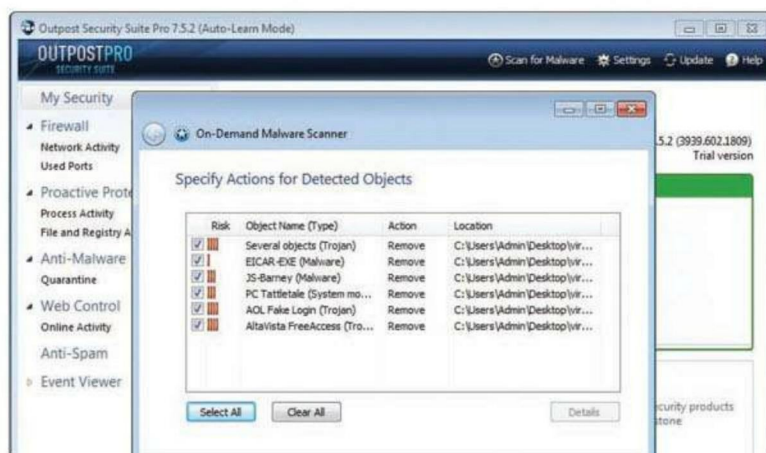 Outpost Security Suite Pro 7.5.2 (Auto-Learn Mode)
OUTPOSTPRO
SECURITY SUITE
Scan for Malware Settings Update Help
My Security
Firewall
Network Activity
Used Ports
Proactive Prote
Process Activity
File and Registry A
Anti-Malware
Quarantine
Web Control
Online Activity
Anti-Spam
Event Viewer
On-Demand Malware Scanner
Specify Actions for Detected Objects
Risk Object Name (Type) Action Location
Several objects (Trojan) Remove C:\Users\Admin\Desktop\vir...
EICAR-EXE (Malware) Remove C:\Users\Admin\Desktop\vir...
JS-Barney (Malware) Remove C:\Users\Admin\Desktop\vir...
PC Tattletale (System mo... Remove C:\Users\Admin\Desktop\vir...
AOL Fake Login (Trojan) Remove C:\Users\Admin\Desktop\vir...
AltaVista FreeAccess (Tro... Remove C:\Users\Admin\Desktop\vir...
Select All Clear All Details
.5.2 (3939.602.1809)
Trial version
curity products
stone